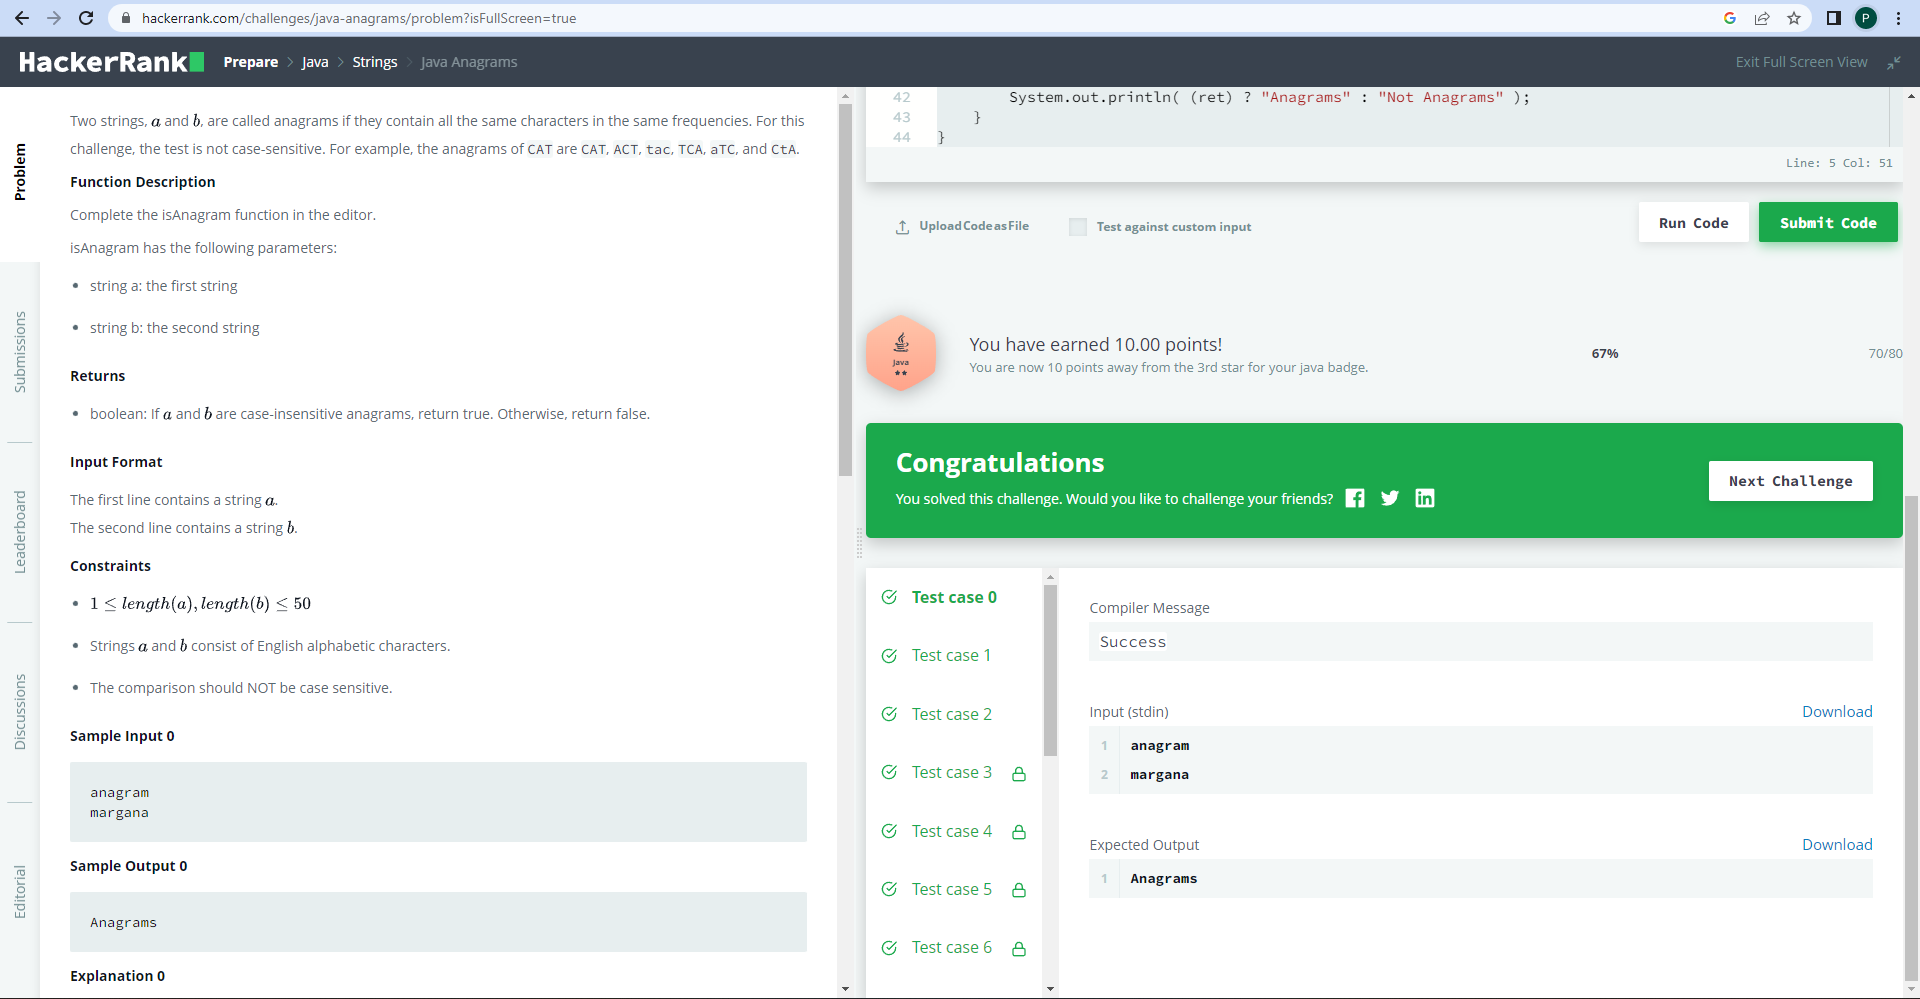 hackerrank.com/challenges/java-anagrams/problem?isFullScreen=true
P
HackerRank
Prepare > Java > Strings > Java Anagrams
Exit Full Screen View
Problem
Submissions
Leaderboard
Discussions
Editorial
Two strings, a and b, are called anagrams if they contain all the same characters in the same frequencies. For this
challenge, the test is not case-sensitive. For example, the anagrams of CAT are CAT, ACT, tac, TCA, aTC, and CtA.
Function Description
Complete the isAnagram function in the editor.
isAnagram has the following parameters:
• string a: the first string
• string b: the second string
Returns
• boolean: If a and b are case-insensitive anagrams, return true. Otherwise, return false.
Input Format
The first line contains a string a.
The second line contains a string b.
Constraints
• 1 ≤ length(a), length(b) ≤ 50
• Strings a and b consist of English alphabetic characters.
• The comparison should NOT be case sensitive.
Sample Input 0
anagram
margana
Sample Output 0
Anagrams
Explanation 0
42 System.out.println( (ret) ? "Anagrams" : "Not Anagrams" );
43 }
44 }
Line: 5 Col: 51
Upload Code as File
Test against custom input
Run Code
Submit Code
Java
You have earned 10.00 points!
You are now 10 points away from the 3rd star for your java badge.
67%
70/80
Congratulations
You solved this challenge. Would you like to challenge your friends?
Next Challenge
Test case 0
Test case 1
Test case 2
Test case 3
Test case 4
Test case 5
Test case 6
Compiler Message
Success
Input (stdin)
Download
1 anagram
2 margana
Expected Output
Download
1 Anagrams